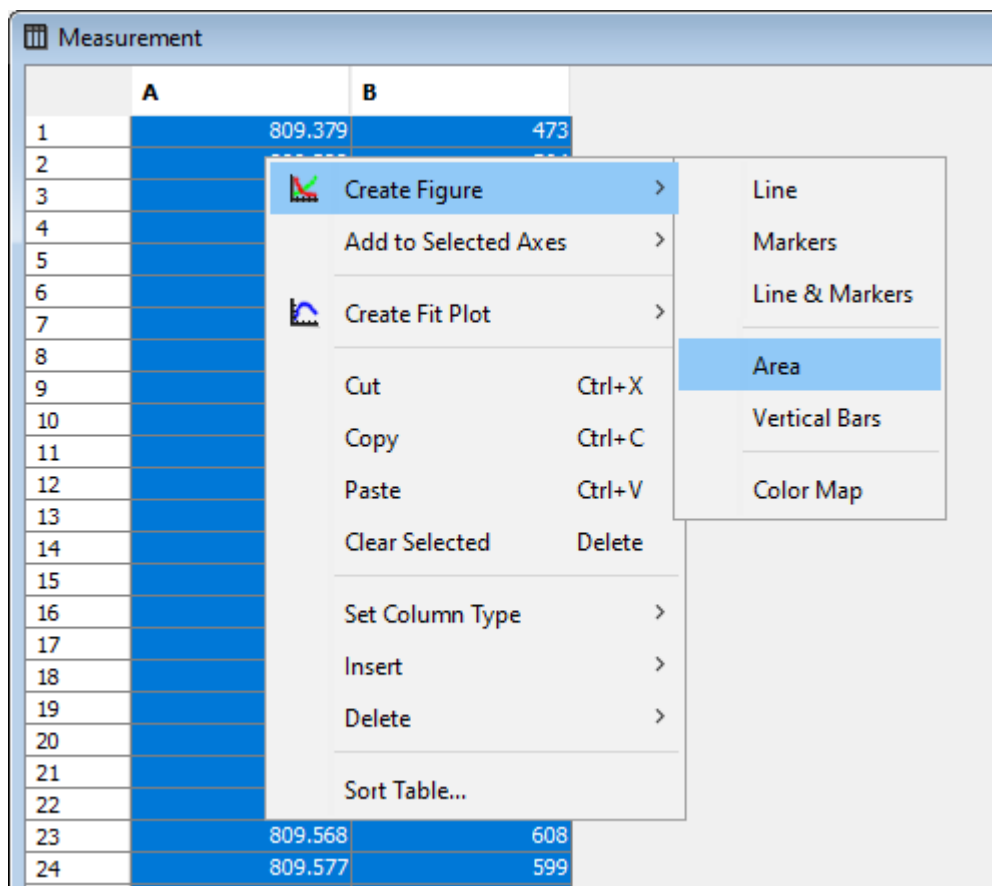 Measurement
A B
1 809.379 473
2
3
4
5
6
7
8
9
10
11
12
13
14
15
16
17
18
19
20
21
22
23 809.568 608
24 809.577 599
Create Figure >
Add to Selected Axes >
Create Fit Plot >
Cut Ctrl+X
Copy Ctrl+C
Paste Ctrl+V
Clear Selected Delete
Set Column Type >
Insert >
Delete >
Sort Table...
Line
Markers
Line & Markers
Area
Vertical Bars
Color Map